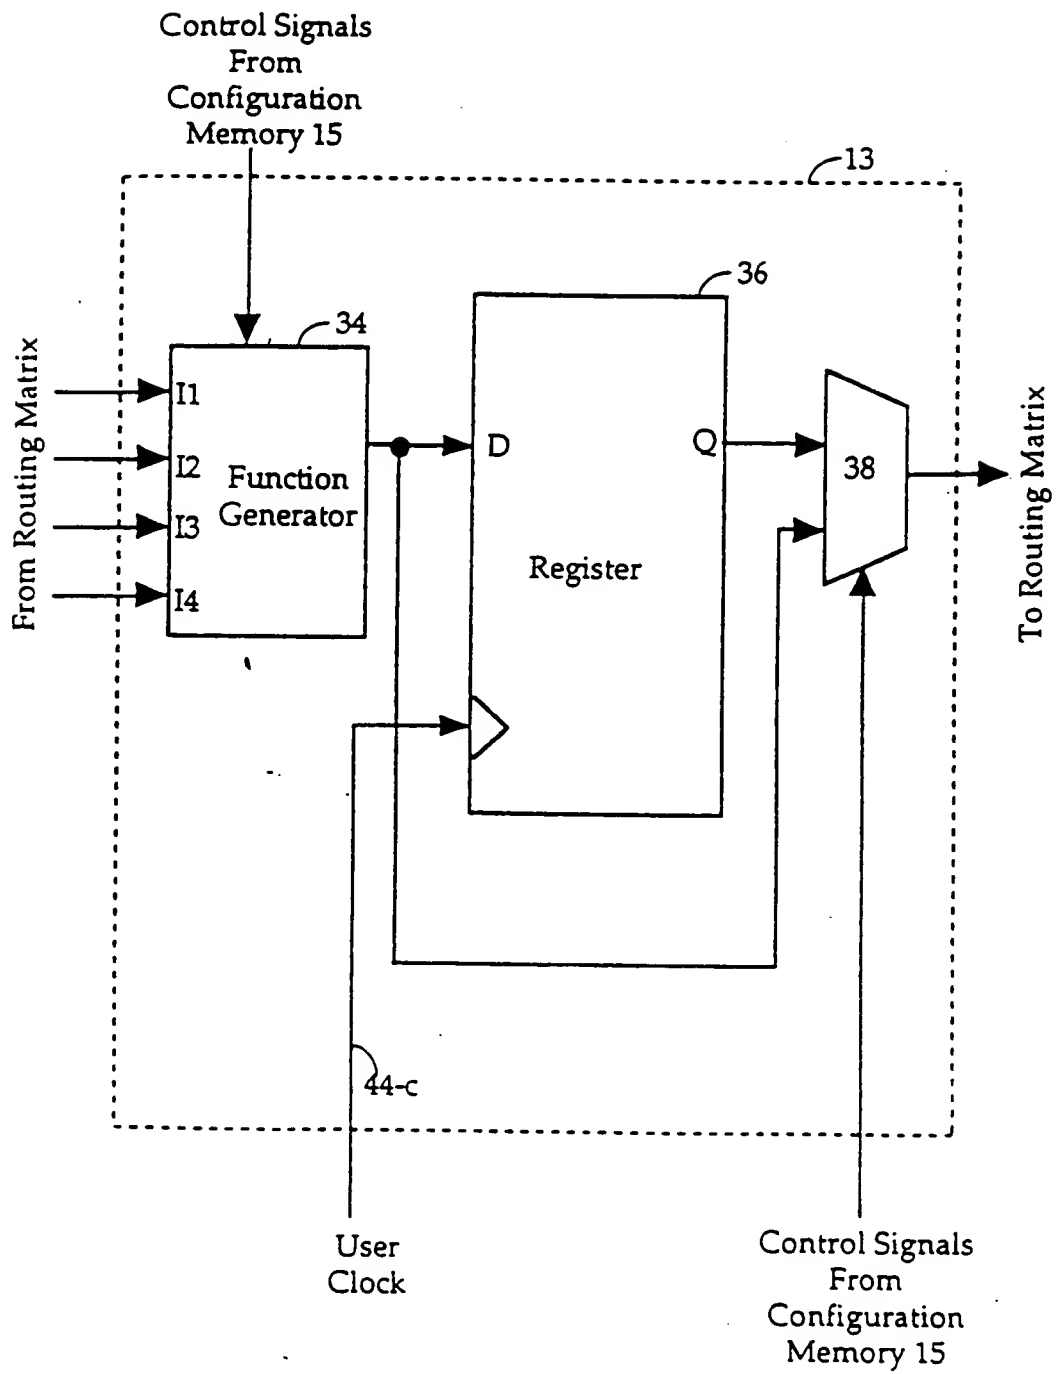 Control Signals
From
Configuration
Memory 15
13
36
34
From Routing Matrix
I1
I2
I3
I4
Function
Generator
D
Q
Register
38
To Routing Matrix
44-c
User
Clock
Control Signals
From
Configuration
Memory 15